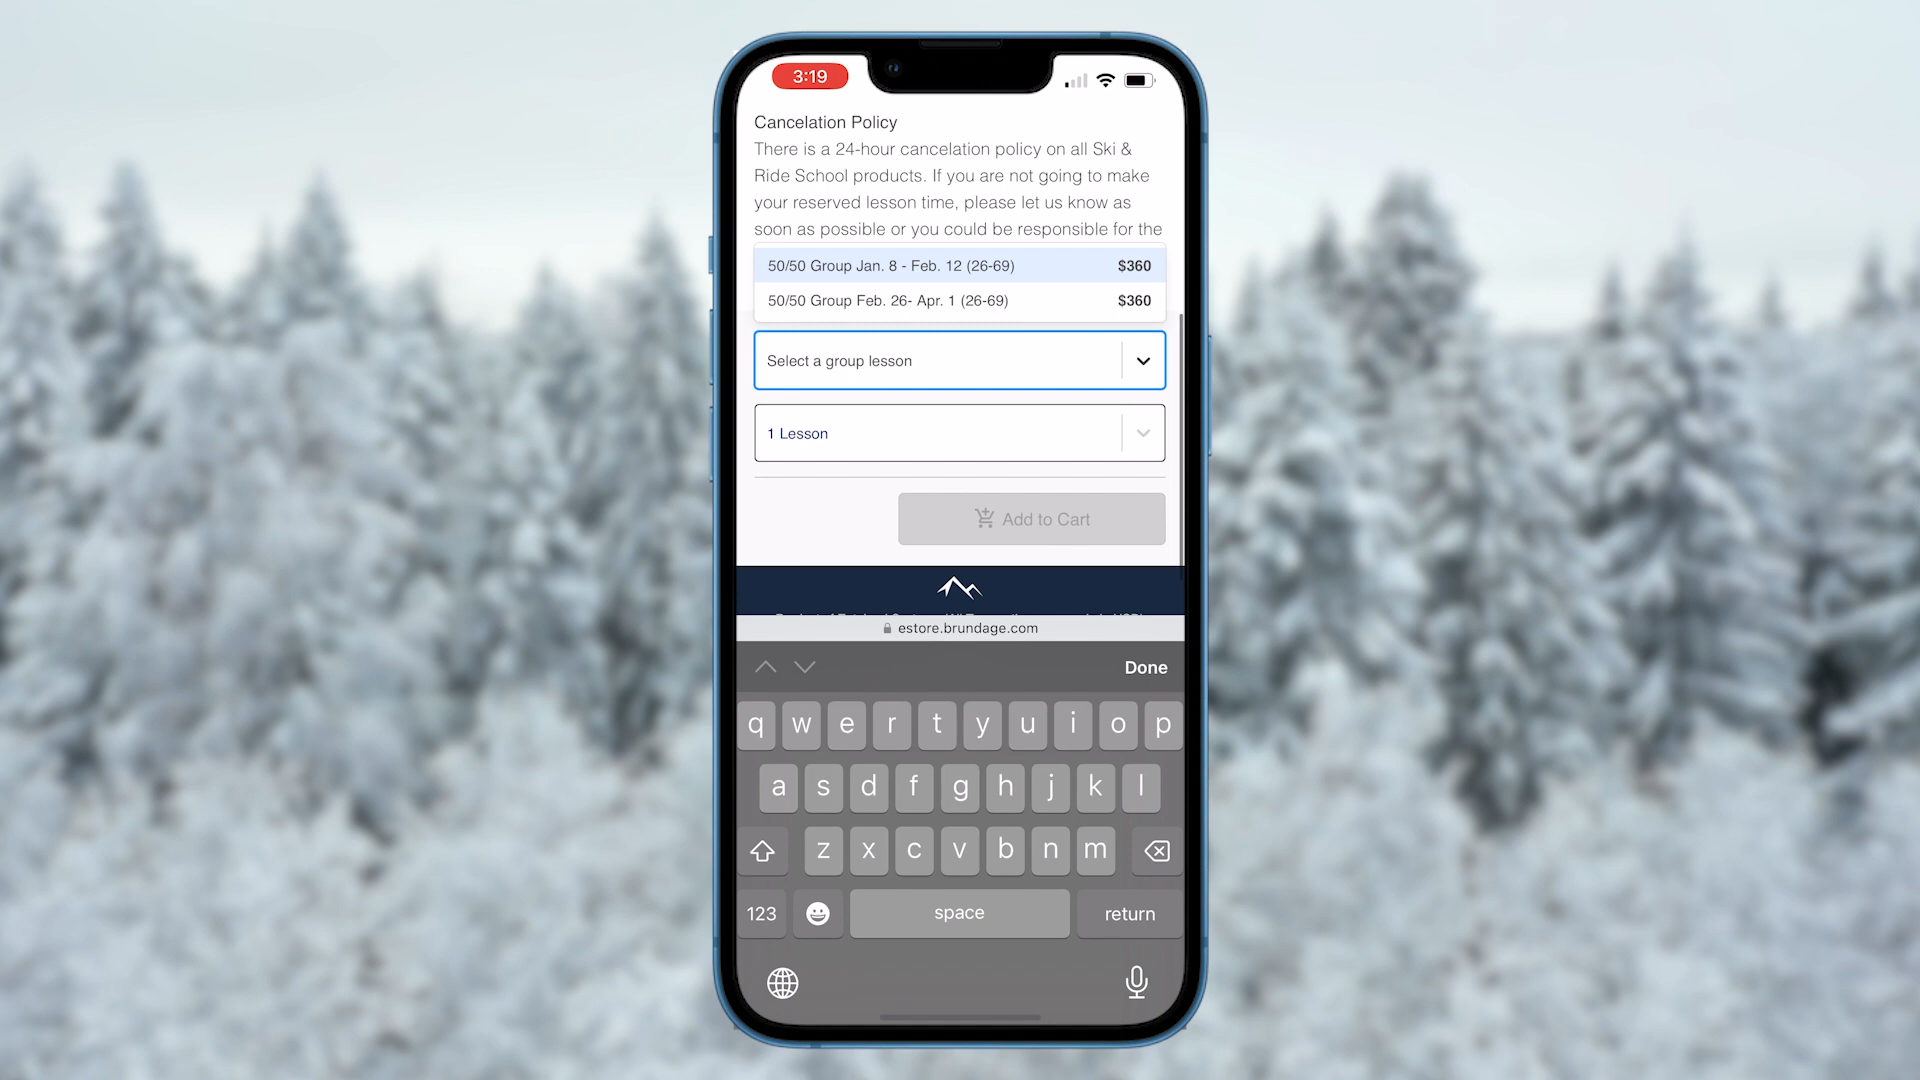 3:19
Cancelation Policy
There is a 24-hour cancelation policy on all Ski &
Ride School products. If you are not going to make
your reserved lesson time, please let us know as
soon as possible or you could be responsible for the
50/50 Group Jan. 8 - Feb. 12 (26-69) $360
50/50 Group Feb. 26- Apr. 1 (26-69) $360
Select a group lesson
1 Lesson
Add to Cart
estore.brundage.com
Done
q w e r t y u i o p
a s d f g h j k l
z x c v b n m
123 space return